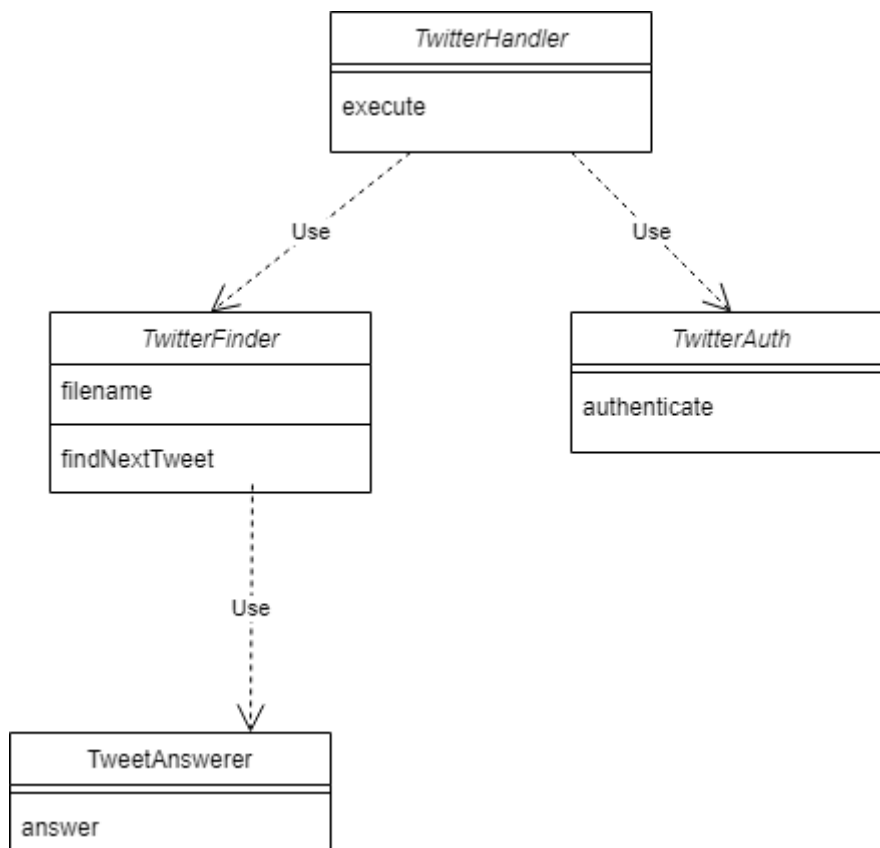 TwitterHandler
execute
Use
Use
TwitterFinder
filename
findNextTweet
TwitterAuth
authenticate
Use
TweetAnswerer
answer